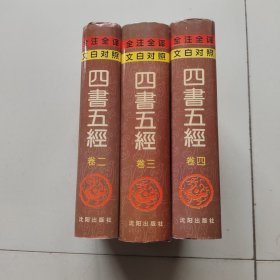 全注全译
文白对照
四書五經
卷二
沈阳出版社
全注全译
文白对照
四書五經
卷三
沈阳出版社
全注全译
文白对照
四書五經
卷四
沈阳出版社